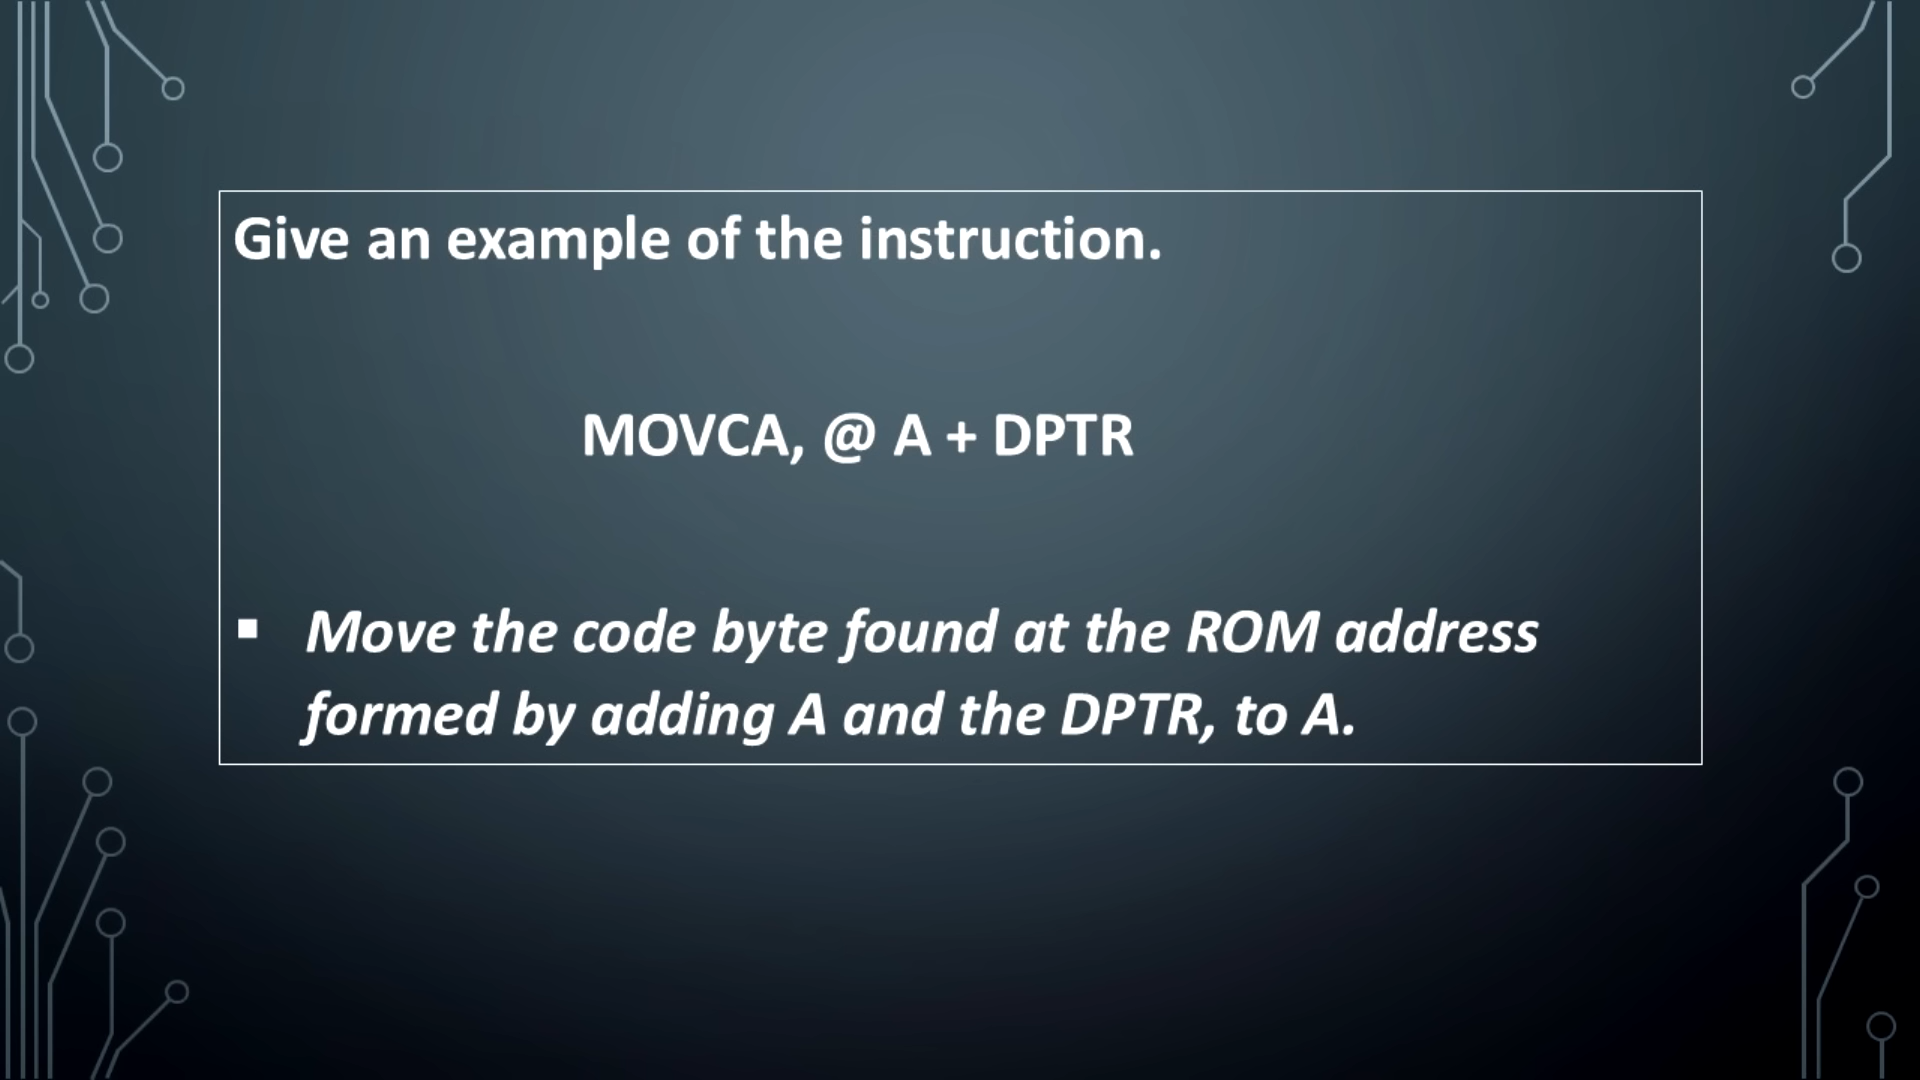 Give an example of the instruction.
MOVCA, @ A + DPTR
▪ Move the code byte found at the ROM address
formed by adding A and the DPTR, to A.